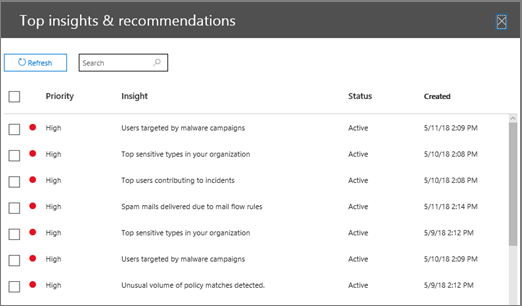 Top insights & recommendations
Refresh Search
Priority Insight Status Created
High Users targeted by malware campaigns Active 5/11/18 2:09 PM
High Top sensitive types in your organization Active 5/10/18 2:08 PM
High Top users contributing to incidents Active 5/10/18 2:08 PM
High Spam mails delivered due to mail flow rules Active 5/11/18 2:14 PM
High Top sensitive types in your organization Active 5/9/18 2:12 PM
High Users targeted by malware campaigns Active 5/10/18 2:09 PM
High Unusual volume of policy matches detected. Active 5/9/18 2:12 PM